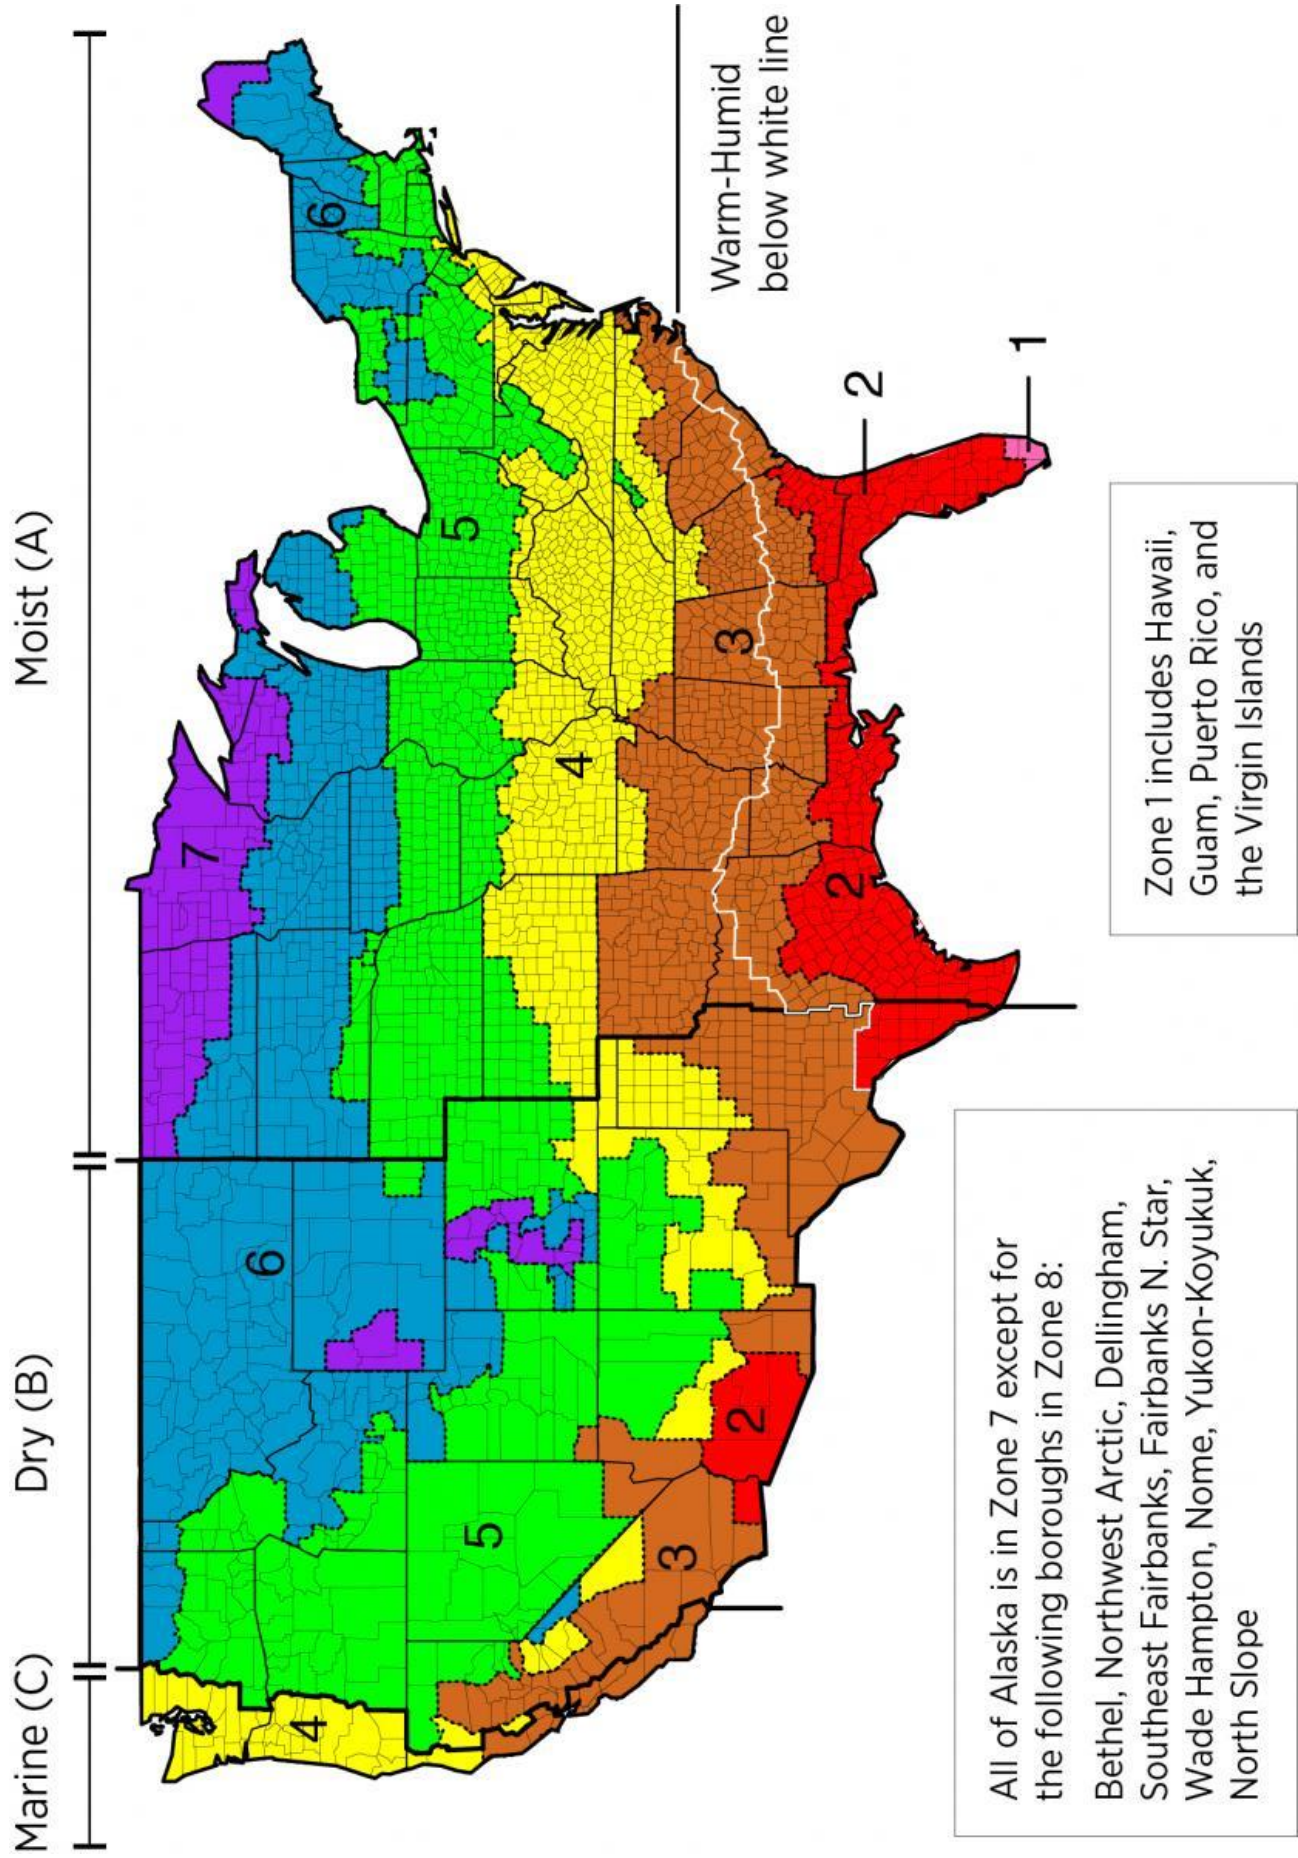 Marine (C)
Dry (B)
Moist (A)
7
6
6
6
5
5
4
4
3
3
2
2
2
1
Warm-Humid
below white line
All of Alaska is in Zone 7 except for
the following boroughs in Zone 8:
Bethel, Northwest Arctic, Dellingham,
Southeast Fairbanks, Fairbanks N. Star,
Wade Hampton, Nome, Yukon-Koyukuk,
North Slope
Zone 1 includes Hawaii,
Guam, Puerto Rico, and
the Virgin Islands